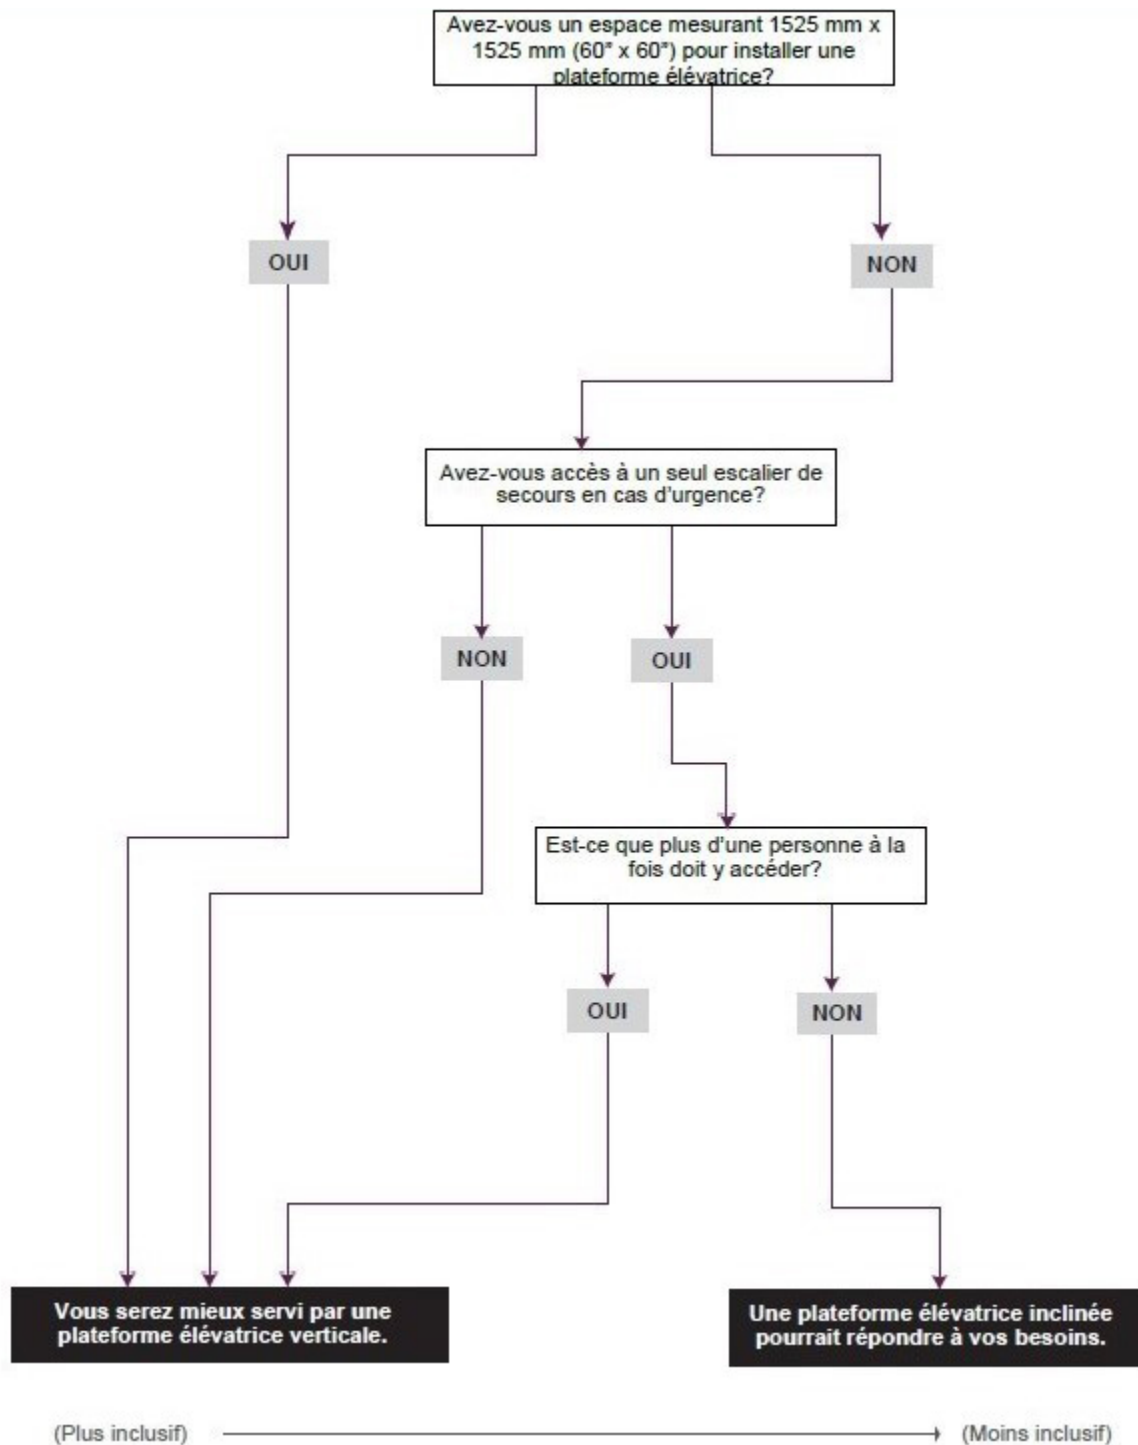 Avez-vous un espace mesurant 1525 mm x
1525 mm (60" x 60") pour installer une
plateforme élévatrice?
OUI
NON
Avez-vous accès à un seul escalier de
secours en cas d'urgence?
NON
OUI
Est-ce que plus d'une personne à la
fois doit y accéder?
OUI
NON
Vous serez mieux servi par une
plateforme élévatrice verticale.
Une plateforme élévatrice inclinée
pourrait répondre à vos besoins.
(Plus inclusif)
(Moins inclusif)